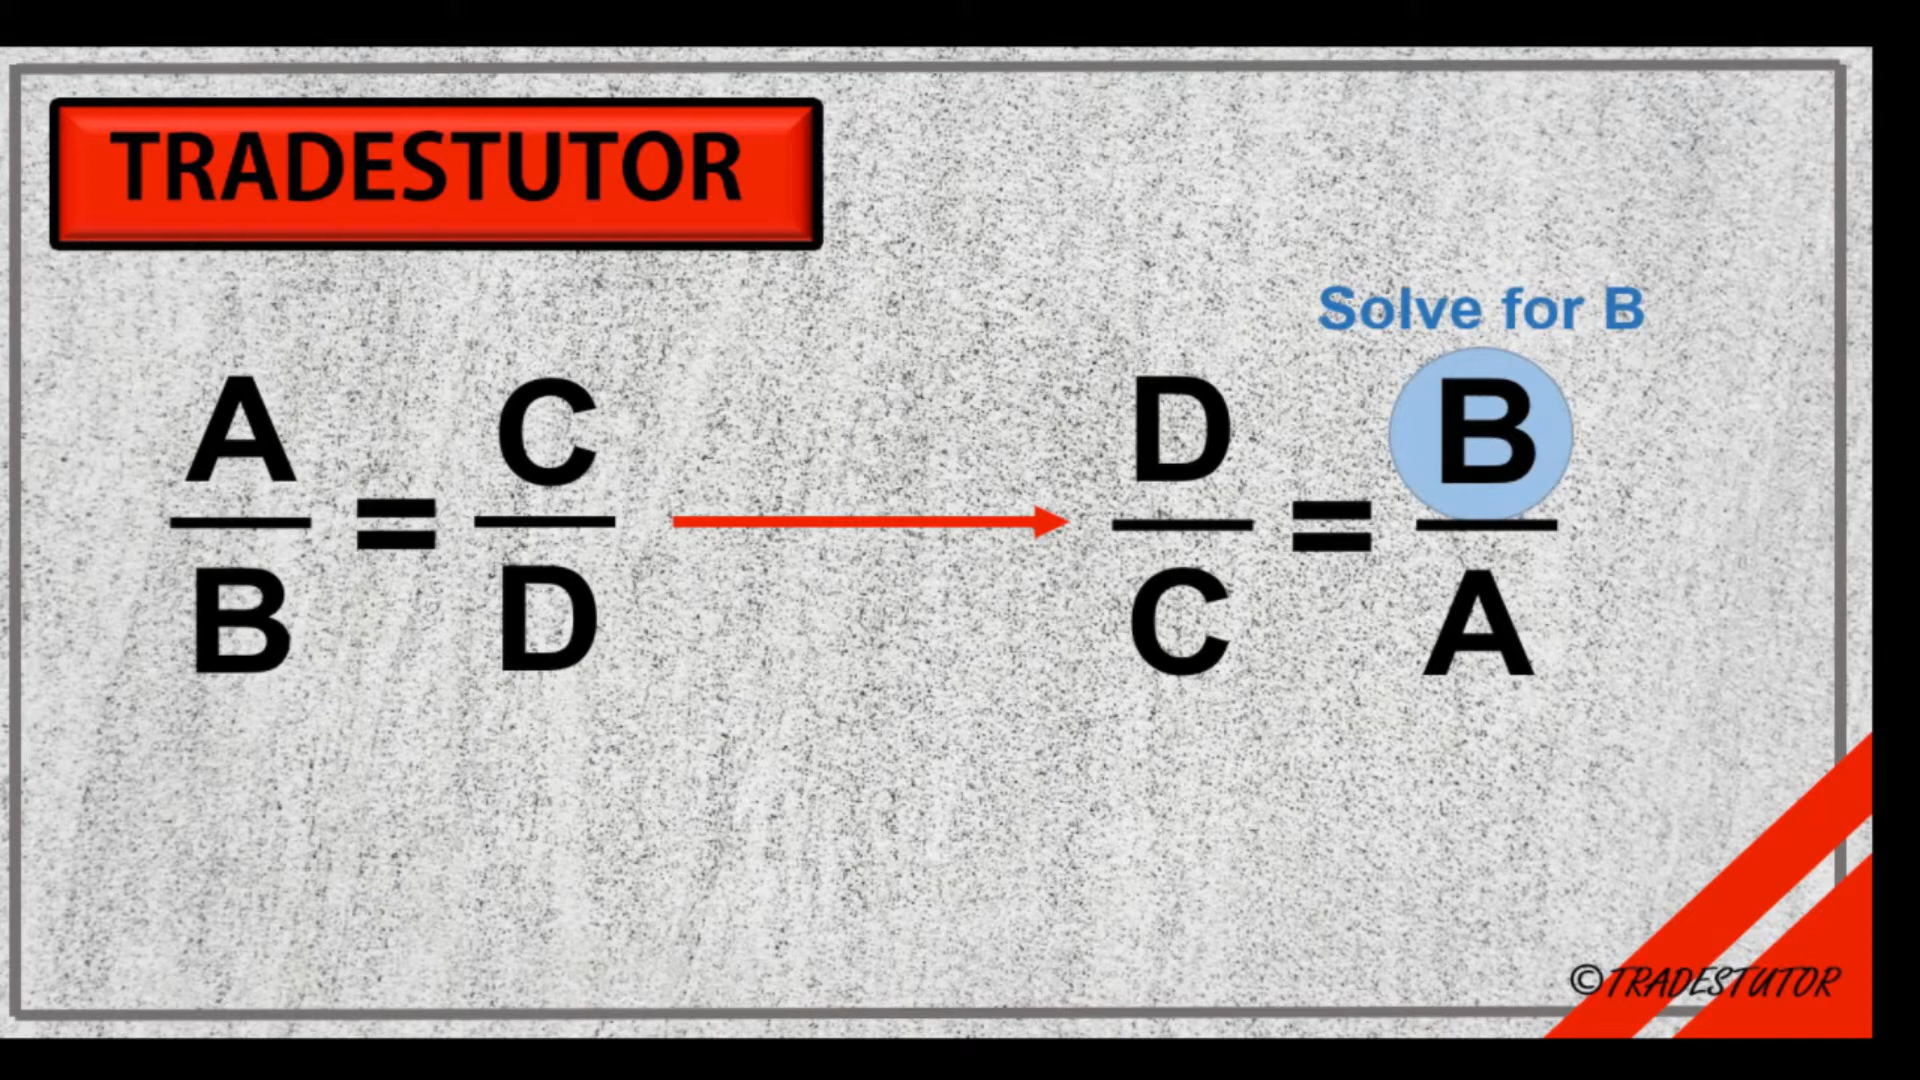 TRADESTUTOR
Solve for B
A/B = C/D → D/C = B/A
©TRADESTUTOR